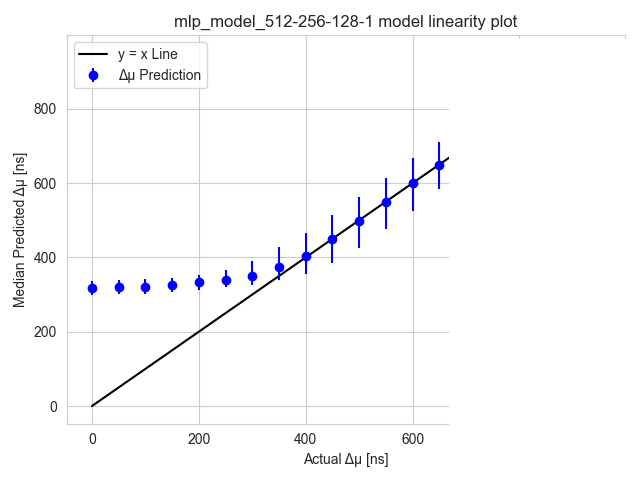 mlp_model_512-256-128-1 model linearity plot
y = x Line
Δμ Prediction
800
600
400
200
0
Median Predicted Δμ [ns]
0
200
400
600
Actual Δμ [ns]